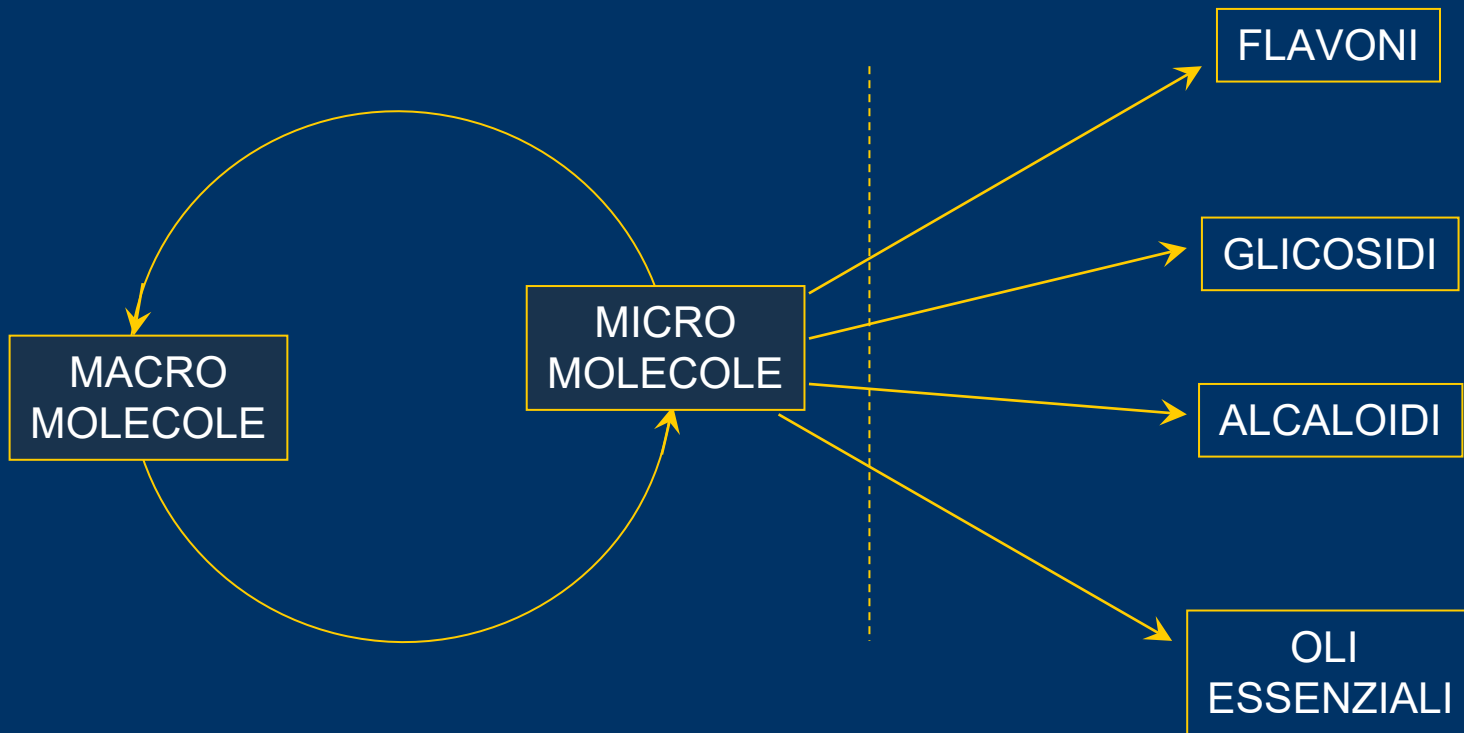 FLAVONI
GLICOSIDI
MICRO
MOLECOLE
MACRO
MOLECOLE
ALCALOIDI
OLI
ESSENZIALI